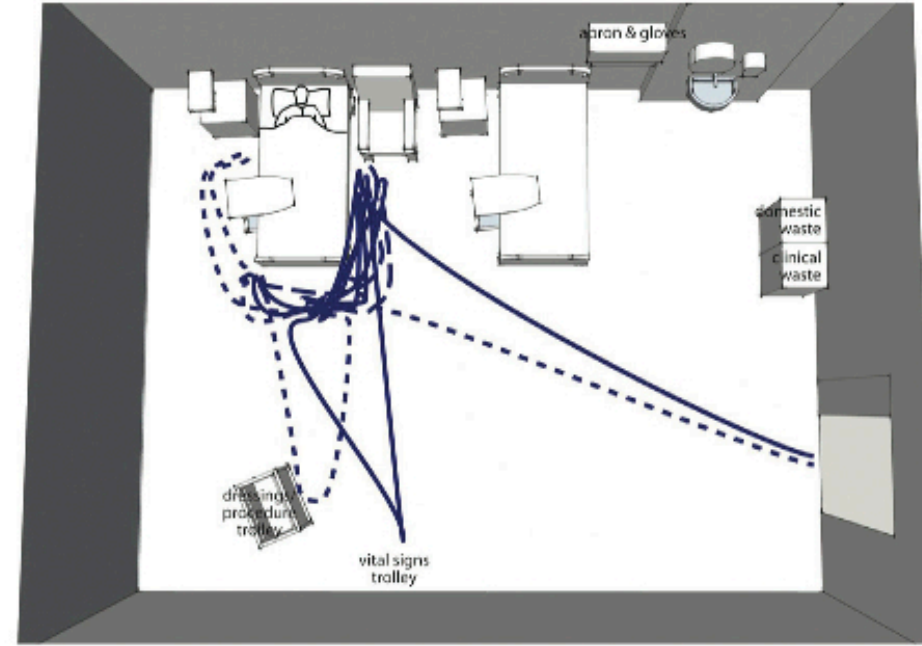 apron & gloves
domestic
waste
clinical
waste
dressings/
procedure
trolley
vital signs
trolley